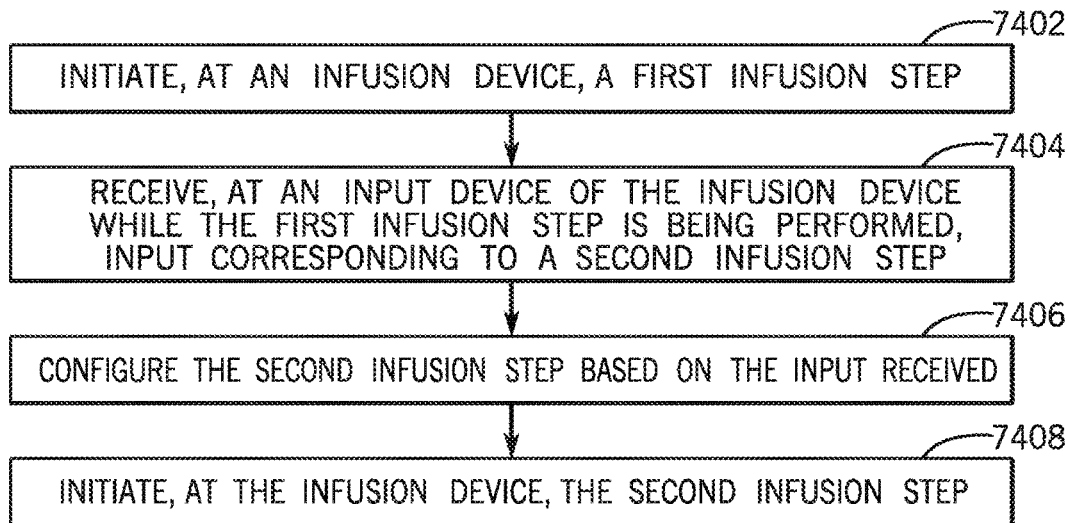 7402
INITIATE, AT AN INFUSION DEVICE, A FIRST INFUSION STEP
7404
RECEIVE, AT AN INPUT DEVICE OF THE INFUSION DEVICE
WHILE THE FIRST INFUSION STEP IS BEING PERFORMED,
INPUT CORRESPONDING TO A SECOND INFUSION STEP
7406
CONFIGURE THE SECOND INFUSION STEP BASED ON THE INPUT RECEIVED
7408
INITIATE, AT THE INFUSION DEVICE, THE SECOND INFUSION STEP